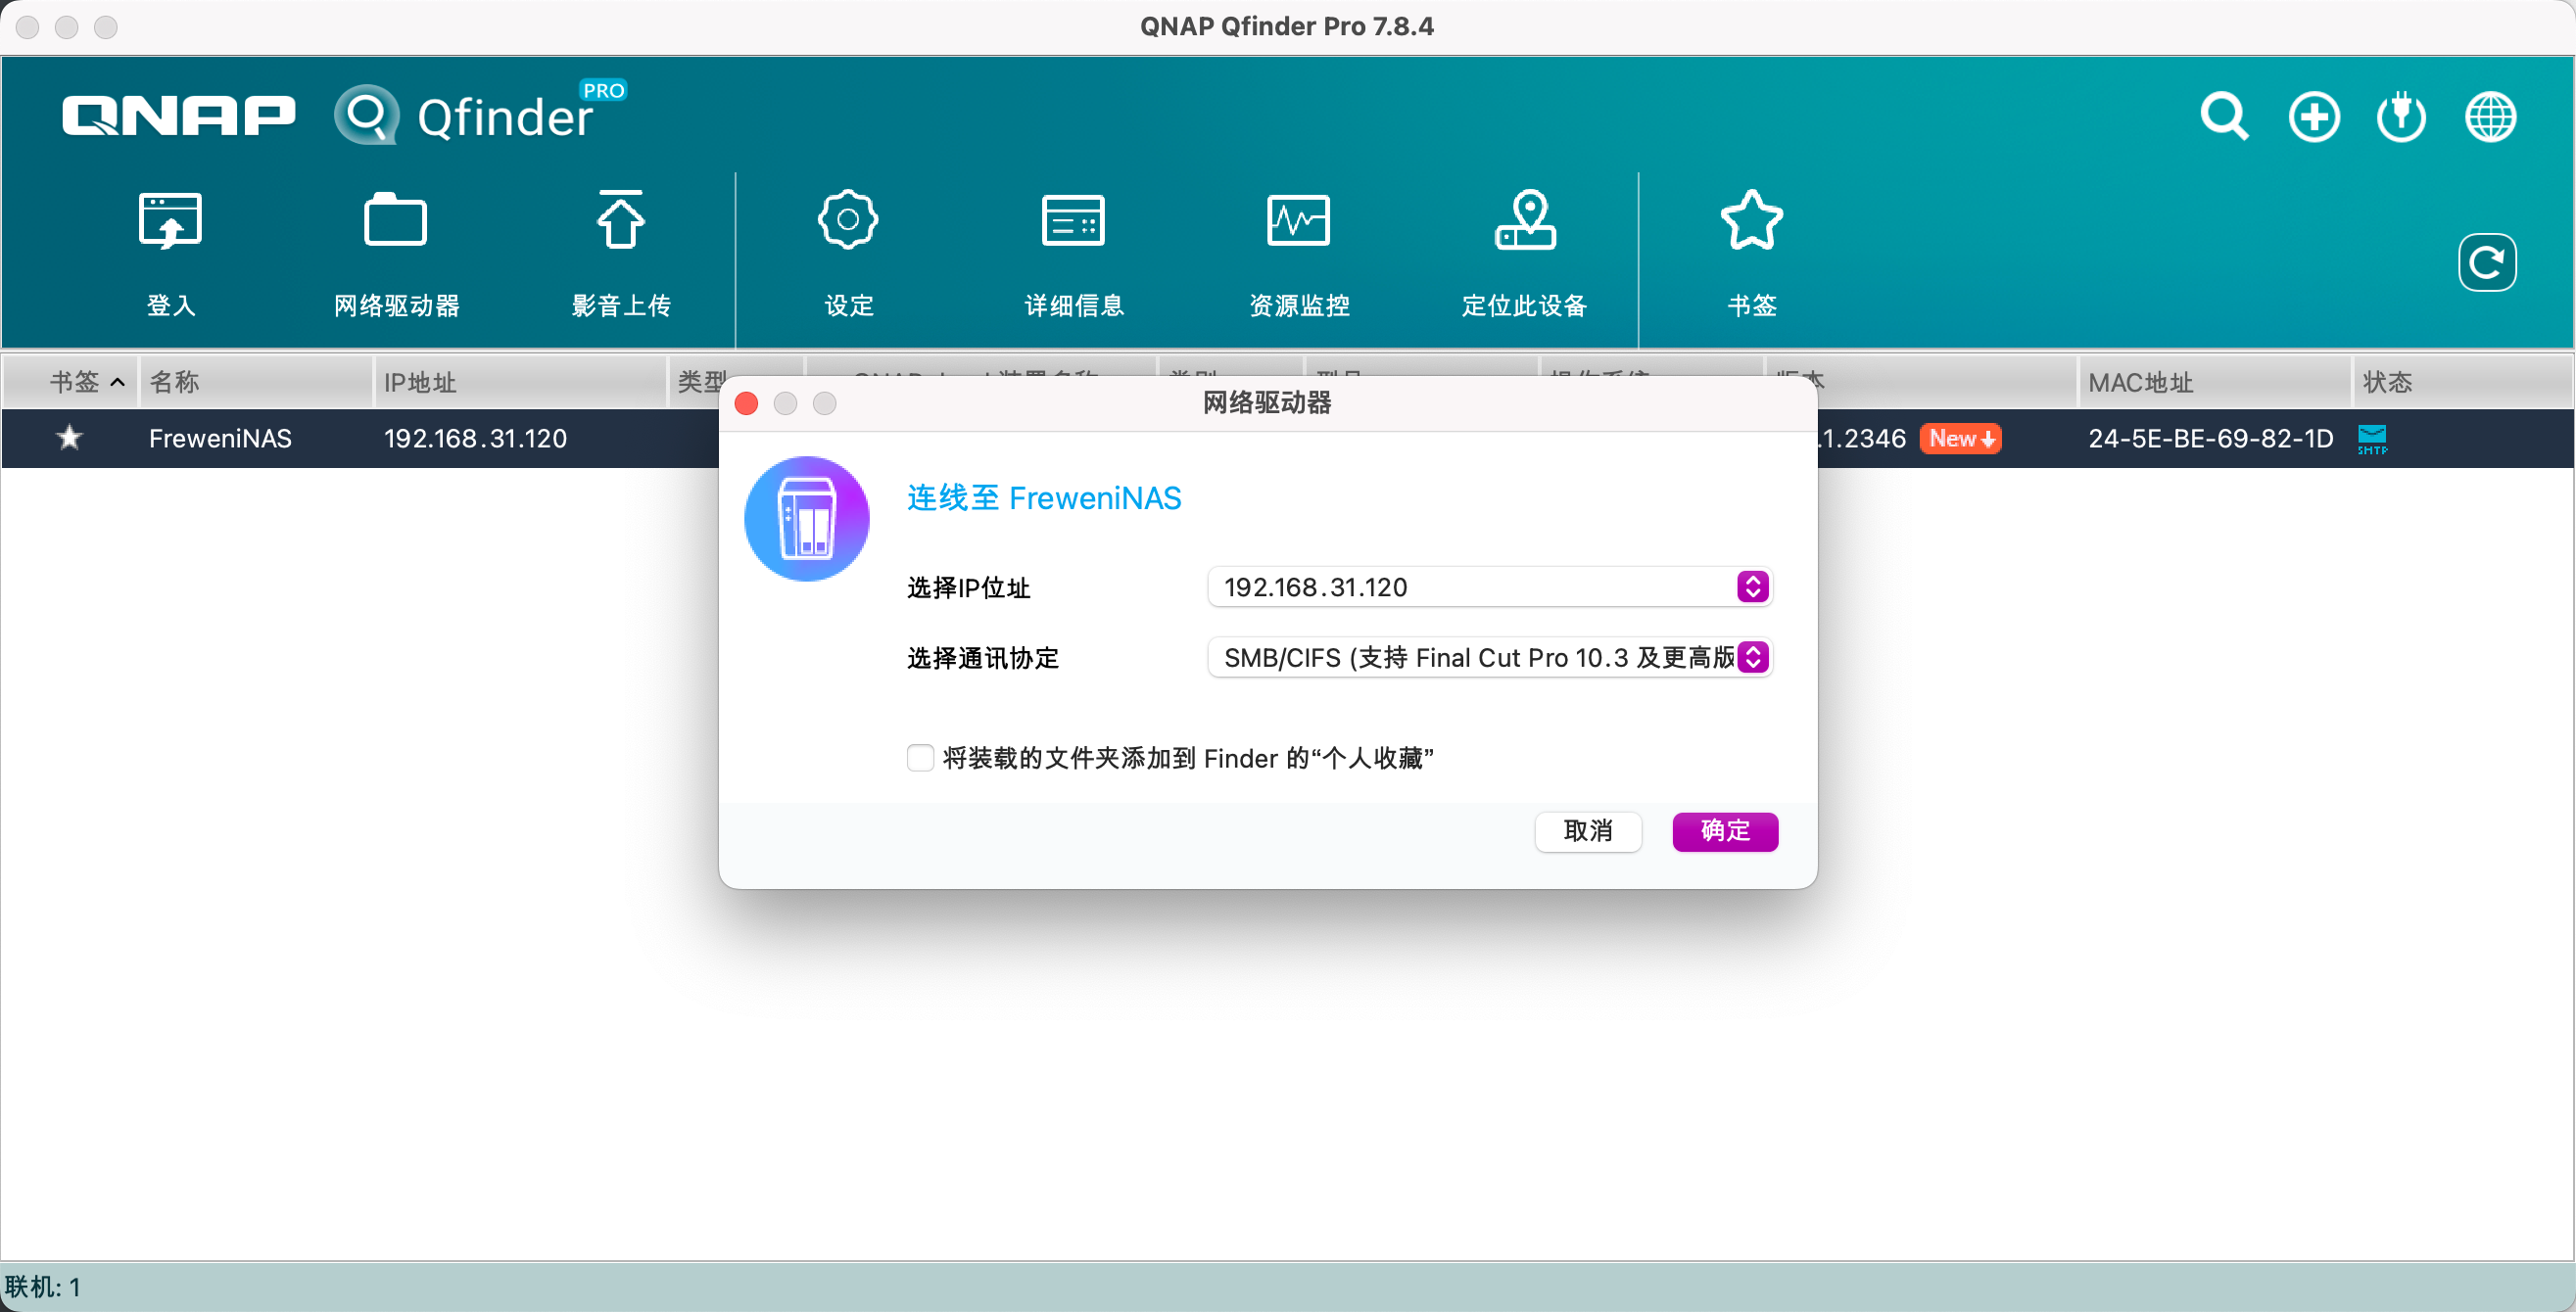 QNAP Qfinder Pro 7.8.4
QNAP Qfinder PRO
登入 网络驱动器 影音上传 设定 详细信息 资源监控 定位此设备 书签
书签 名称 IP地址 类型 版本 MAC地址 状态
FreweniNAS 192.168.31.120 .1.2346 New 24-5E-BE-69-82-1D SMTP
网络驱动器
连线至 FreweniNAS
选择IP位址 192.168.31.120
选择通讯协定 SMB/CIFS (支持 Final Cut Pro 10.3 及更高版
将装载的文件夹添加到 Finder 的“个人收藏”
取消 确定
联机: 1